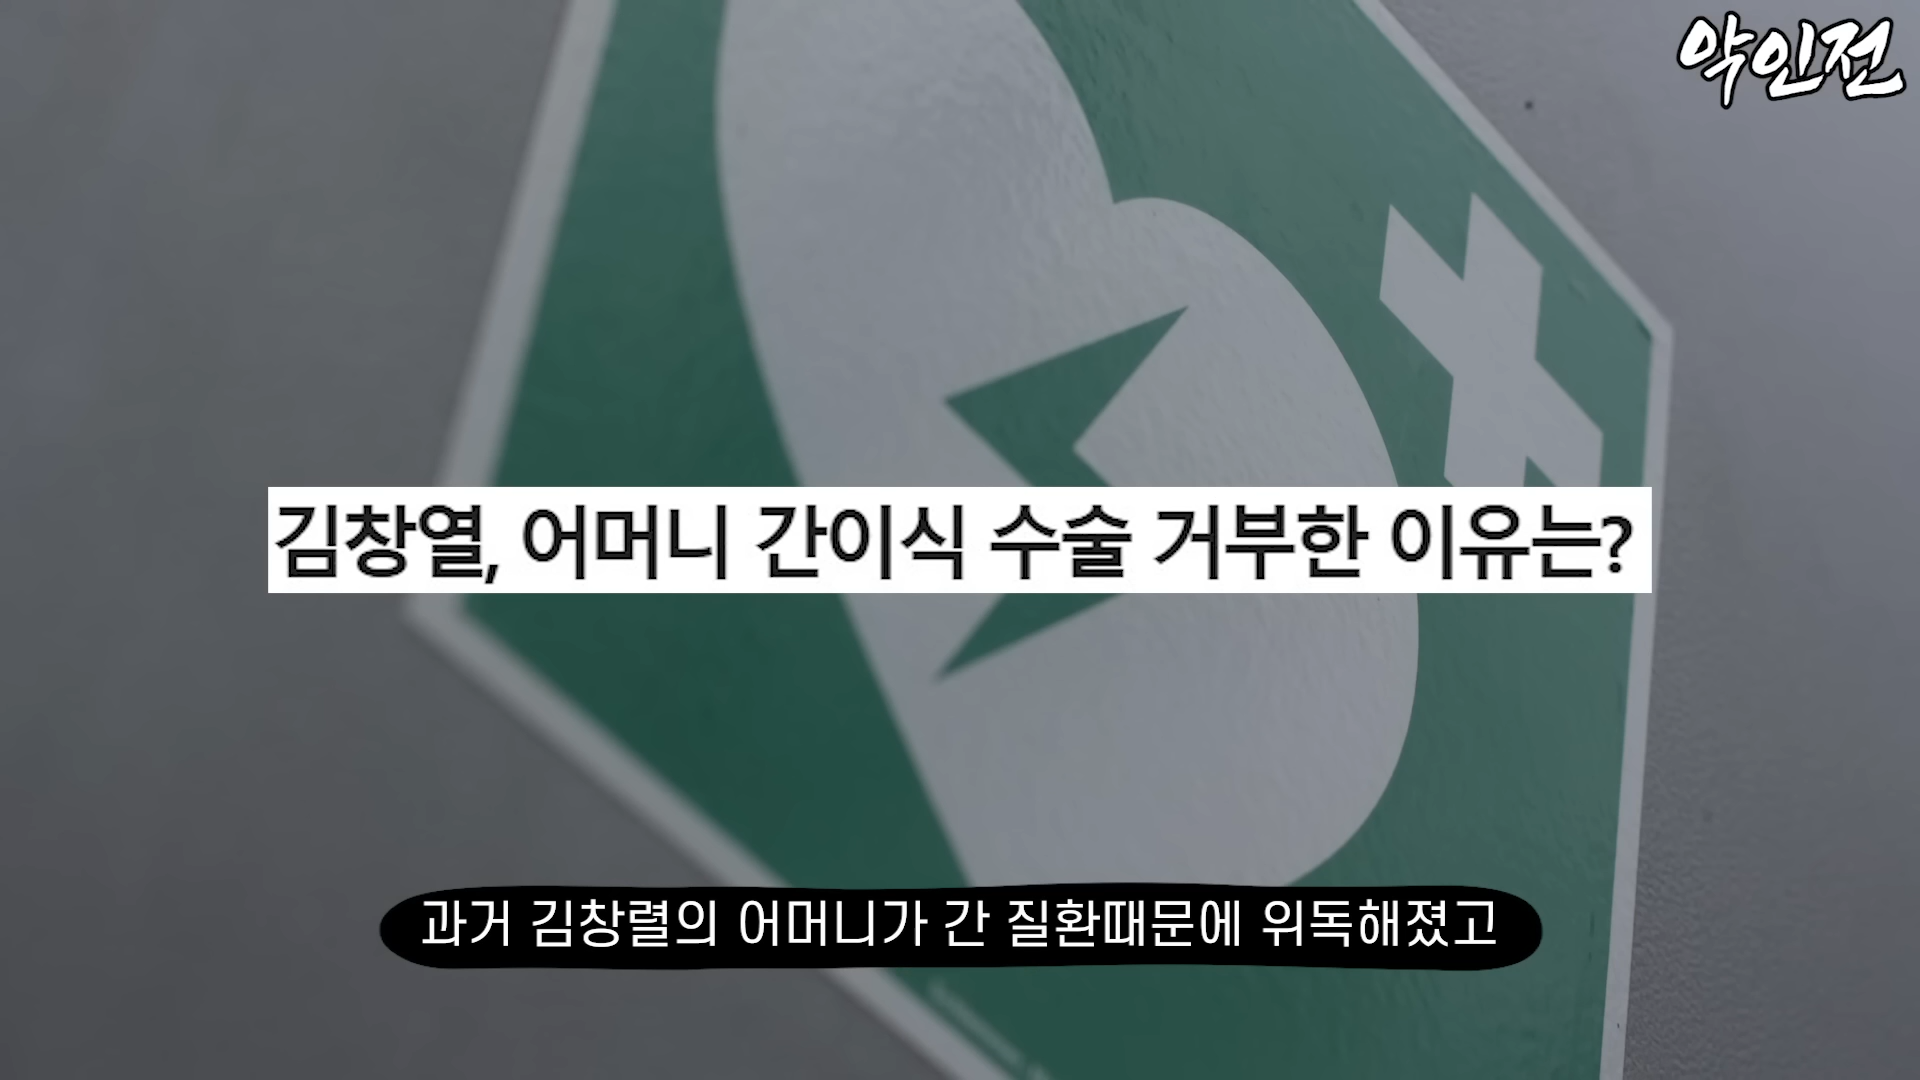 약인전
김창열, 어머니 간이식 수술 거부한 이유는?
과거 김창렬의 어머니가 간 질환때문에 위독해졌고